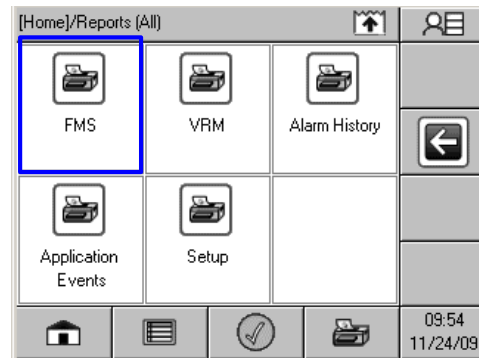 [Home]/Reports (All)
FMS
VRM
Alarm History
Application
Events
Setup
09:54
11/24/09